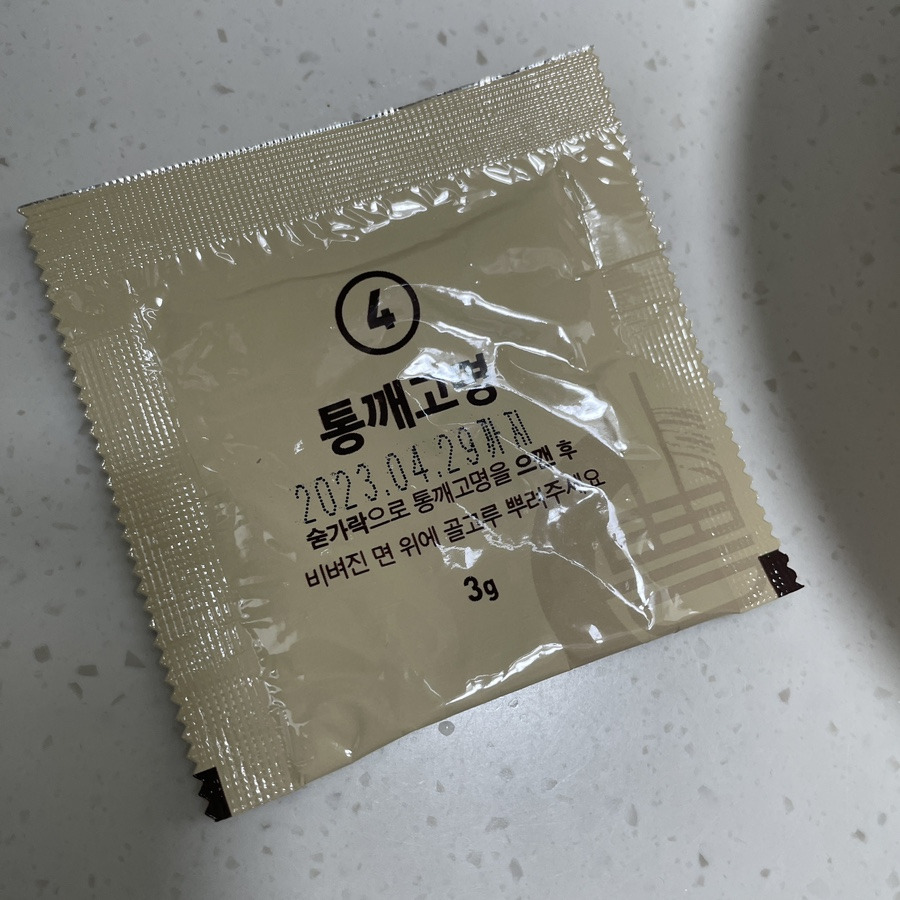 4
통깨고명
2023.04.29까지
숟가락으로 통깨고명을 으깬 후
비벼진 면 위에 골고루 뿌려주세요
3g